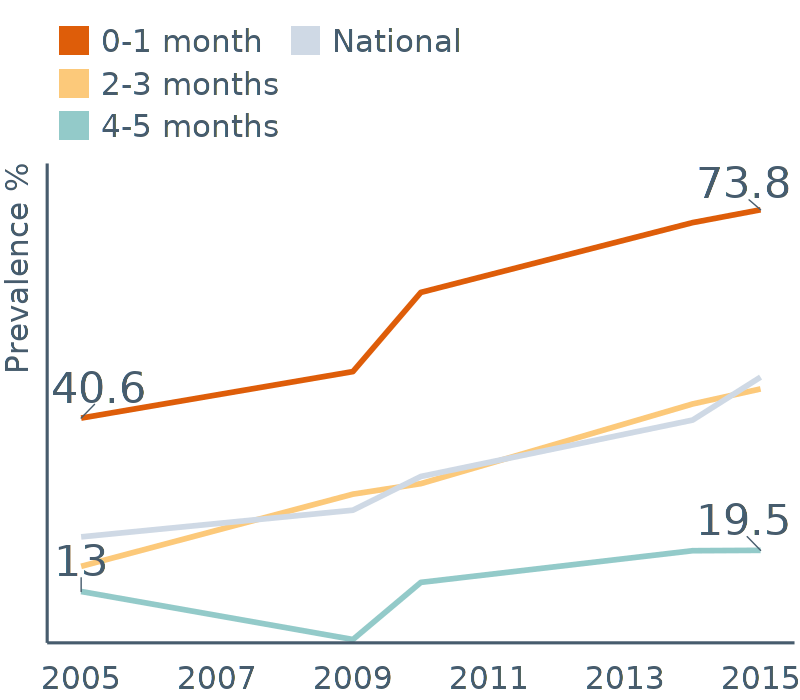 0-1 month
National
2-3 months
4-5 months
Prevalence %
73.8
40.6
19.5
13
2005 2007 2009 2011 2013 2015